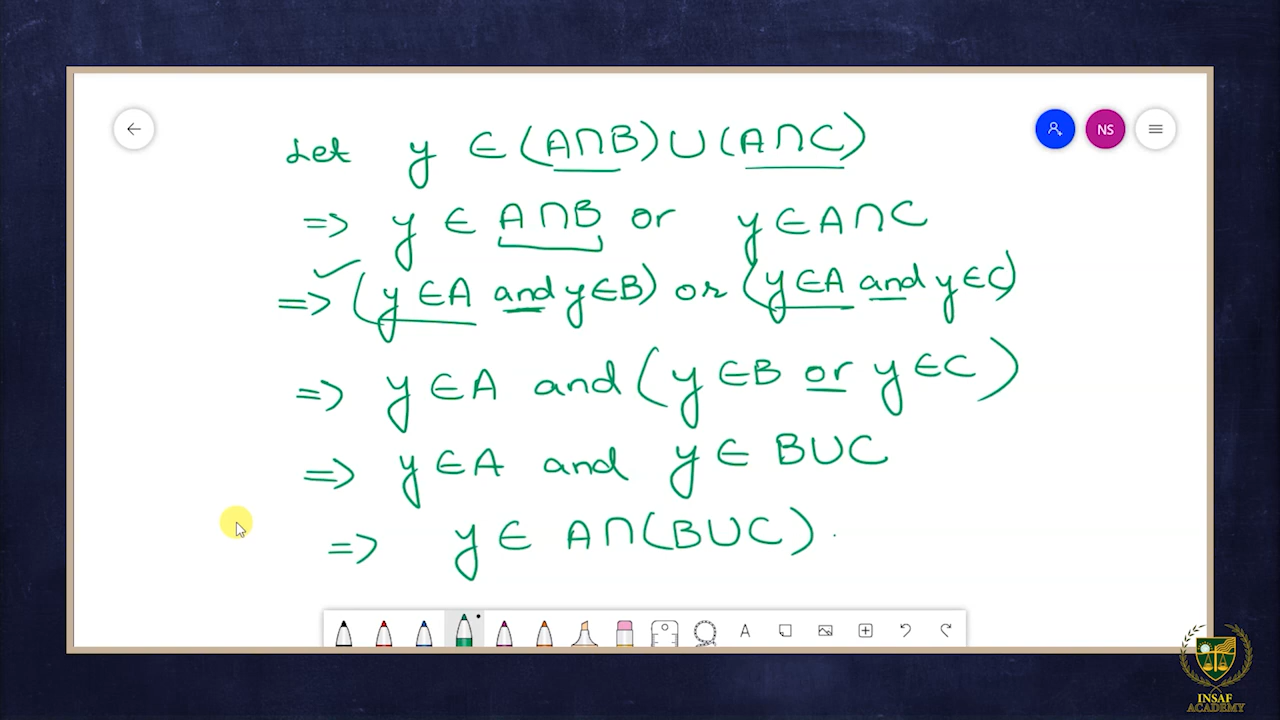 Let y ∈ (A∩B) ∪ (A∩C)
=> y ∈ A∩B or y ∈ A∩C
=> (y ∈ A and y ∈ B) or (y ∈ A and y ∈ C)
=> y ∈ A and (y ∈ B or y ∈ C)
=> y ∈ A and y ∈ B∪C
=> y ∈ A∩(B∪C).
NS
A
INSAF
ACADEMY